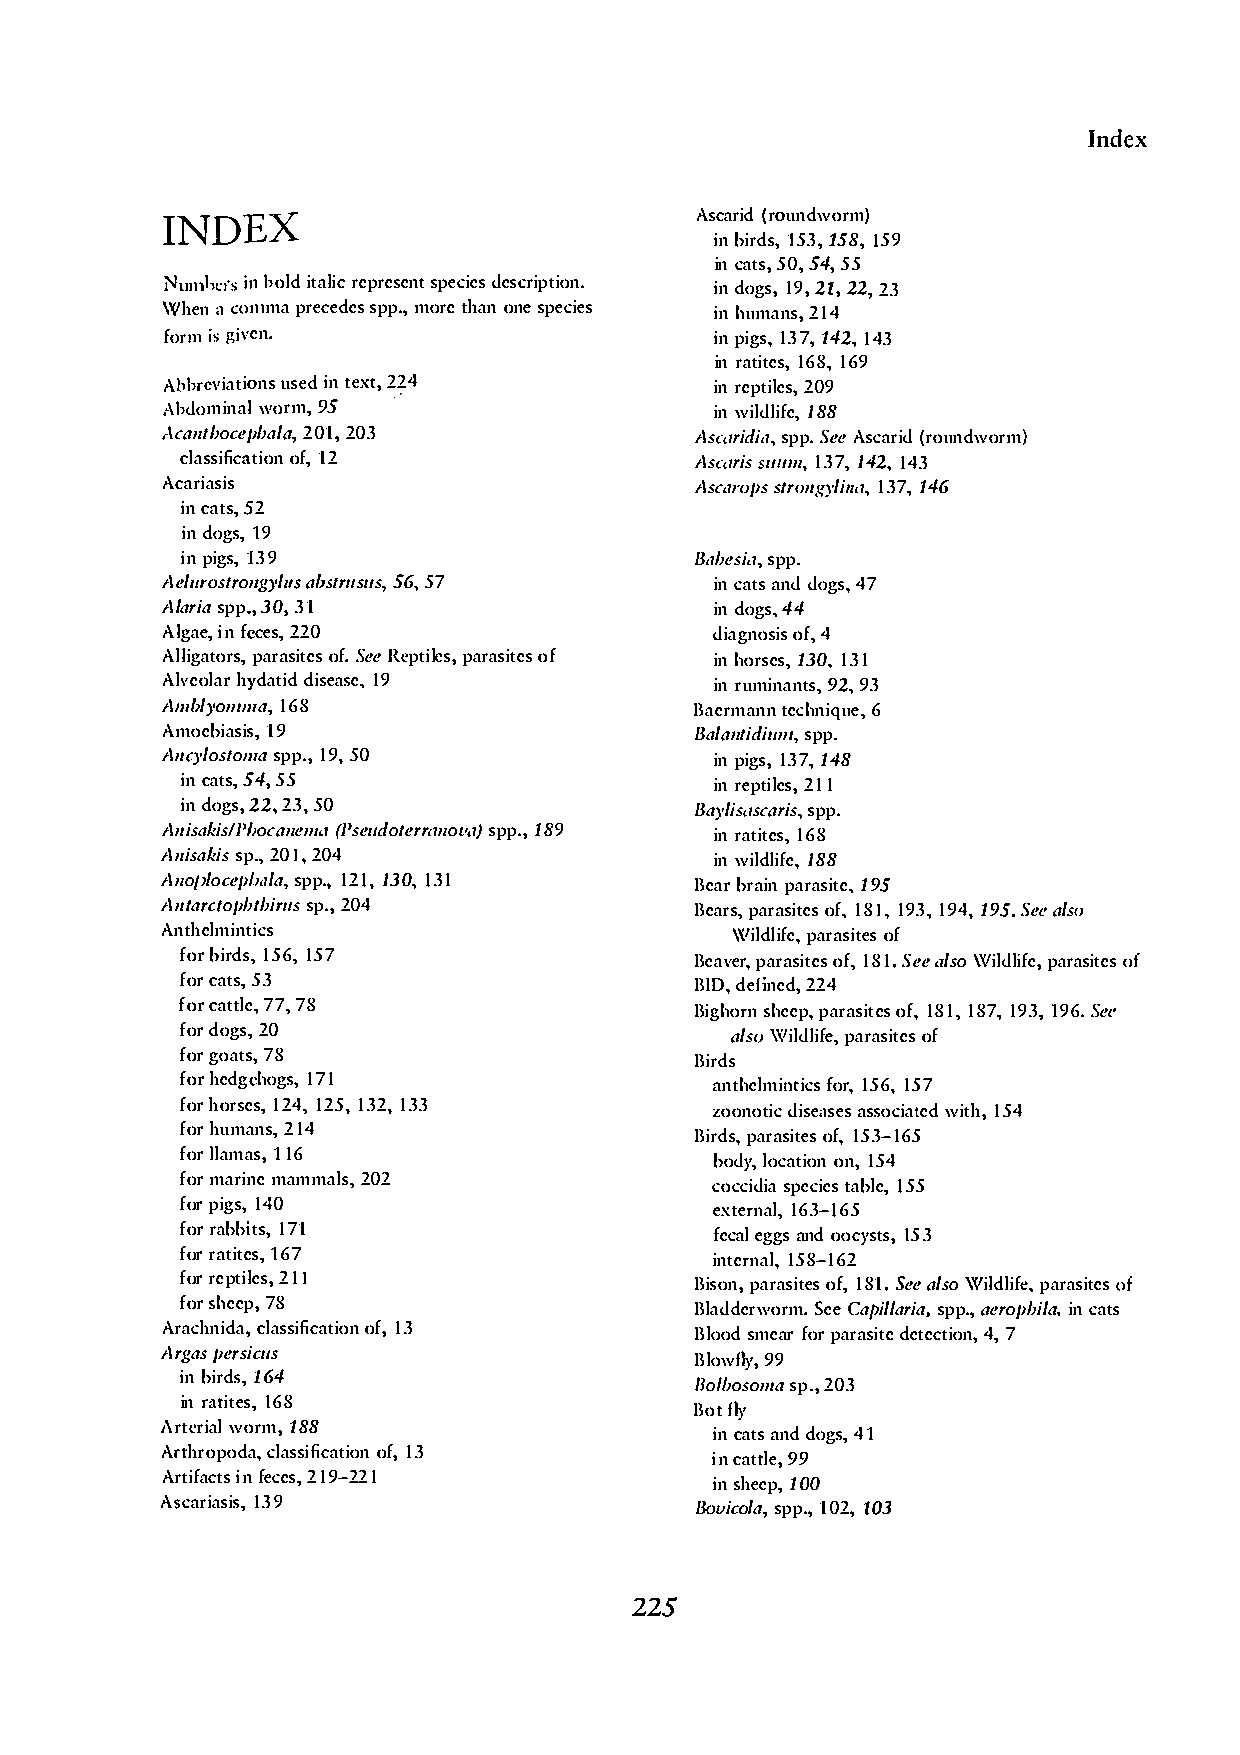 Index
INDEX
Numbers in bold italic represent species description.
When a comma precedes spp., more than one species
form is given.
Abbreviations used in text, 224
Abdominal worm, 95
Acanthocephala, 201, 203
classification of, 12
Acariasis
in cats, 52
in dogs, 19
in pigs, 139
Aelurostrongylus abstrusus, 56, 57
Alaria spp., 30, 31
Algae, in feces, 220
Alligators, parasites of. See Reptiles, parasites of
Alveolar hydatid disease, 19
Amblyomma, 168
Amoebiasis, 19
Ancylostoma spp., 19, 50
in cats, 54, 55
in dogs, 22, 23, 50
Anisakis/Phocanema (Pseudoterranova) spp., 189
Anisakis sp., 201, 204
Anoplocephala, spp., 121, 130, 131
Antarctophthirus sp., 204
Anthelmintics
for birds, 156, 157
for cats, 53
for cattle, 77, 78
for dogs, 20
for goats, 78
for hedgehogs, 171
for horses, 124, 125, 132, 133
for humans, 214
for llamas, 116
for marine mammals, 202
for pigs, 140
for rabbits, 171
for ratites, 167
for reptiles, 211
for sheep, 78
Arachnida, classification of, 13
Argas persicus
in birds, 164
in ratites, 168
Arterial worm, 188
Arthropoda, classification of, 13
Artifacts in feces, 219–221
Ascariasis, 139
Ascarid (roundworm)
in birds, 153, 158, 159
in cats, 50, 54, 55
in dogs, 19, 21, 22, 23
in humans, 214
in pigs, 137, 142, 143
in ratites, 168, 169
in reptiles, 209
in wildlife, 188
Ascaridia, spp. See Ascarid (roundworm)
Ascaris suum, 137, 142, 143
Ascarops strongylina, 137, 146
Babesia, spp.
in cats and dogs, 47
in dogs, 44
diagnosis of, 4
in horses, 130, 131
in ruminants, 92, 93
Baermann technique, 6
Balantidium, spp.
in pigs, 137, 148
in reptiles, 211
Baylisascaris, spp.
in ratites, 168
in wildlife, 188
Bear brain parasite, 195
Bears, parasites of, 181, 193, 194, 195. See also
Wildlife, parasites of
Beaver, parasites of, 181. See also Wildlife, parasites of
BID, defined, 224
Bighorn sheep, parasites of, 181, 187, 193, 196. See
also Wildlife, parasites of
Birds
anthelmintics for, 156, 157
zoonotic diseases associated with, 154
Birds, parasites of, 153–165
body, location on, 154
coccidia species table, 155
external, 163–165
fecal eggs and oocysts, 153
internal, 158–162
Bison, parasites of, 181. See also Wildlife, parasites of
Bladderworm. See Capillaria, spp., aerophila, in cats
Blood smear for parasite detection, 4, 7
Blowfly, 99
Bolbosoma sp., 203
Bot fly
in cats and dogs, 41
in cattle, 99
in sheep, 100
Bovicola, spp., 102, 103
225